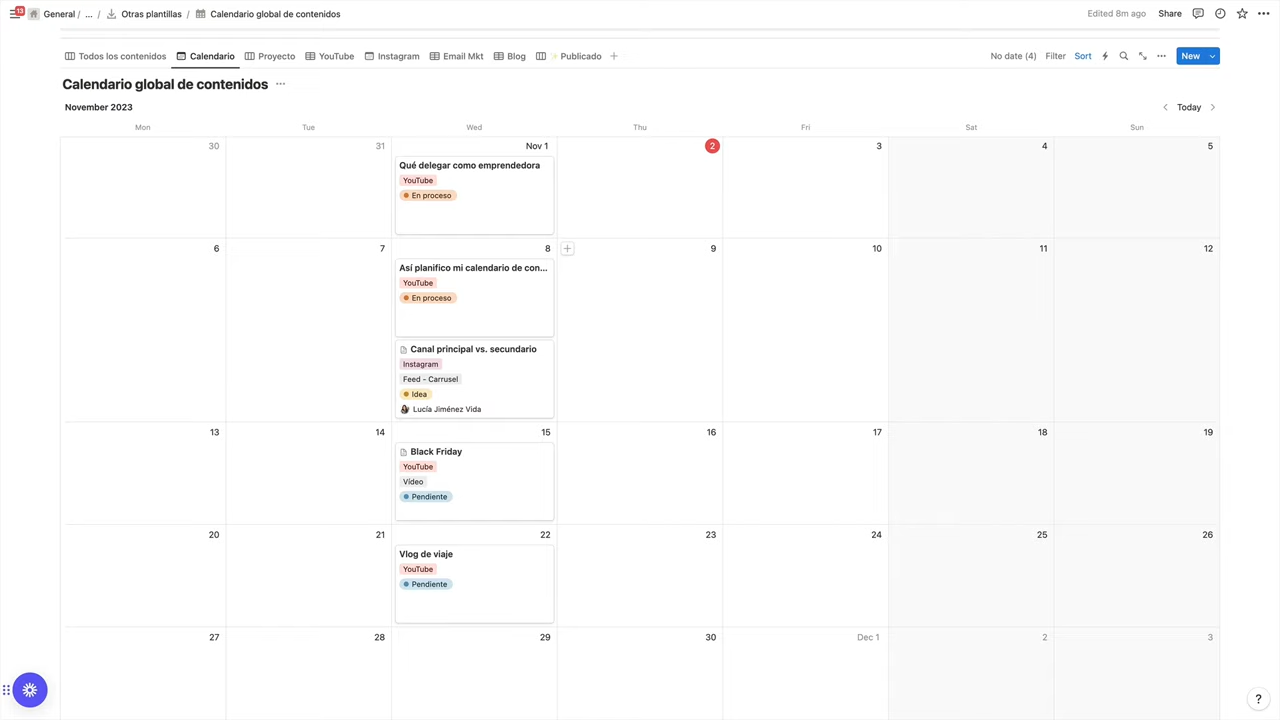 13
General / ... / Otras plantillas / Calendario global de contenidos
Edited 8m ago Share
Todos los contenidos Calendario Proyecto YouTube Instagram Email Mkt Blog ✨ Publicado +
No date (4) Filter Sort New
Calendario global de contenidos ...
November 2023
Today
Mon Tue Wed Thu Fri Sat Sun
30 31 Nov 1 2 3 4 5
Qué delegar como emprendedora
YouTube
En proceso
6 7 8 9 10 11 12
Así planifico mi calendario de con...
YouTube
En proceso
Canal principal vs. secundario
Instagram
Feed - Carrusel
Idea
Lucía Jiménez Vida
13 14 15 16 17 18 19
Black Friday
YouTube
Vídeo
Pendiente
20 21 22 23 24 25 26
Vlog de viaje
YouTube
Pendiente
27 28 29 30 Dec 1 2 3
?